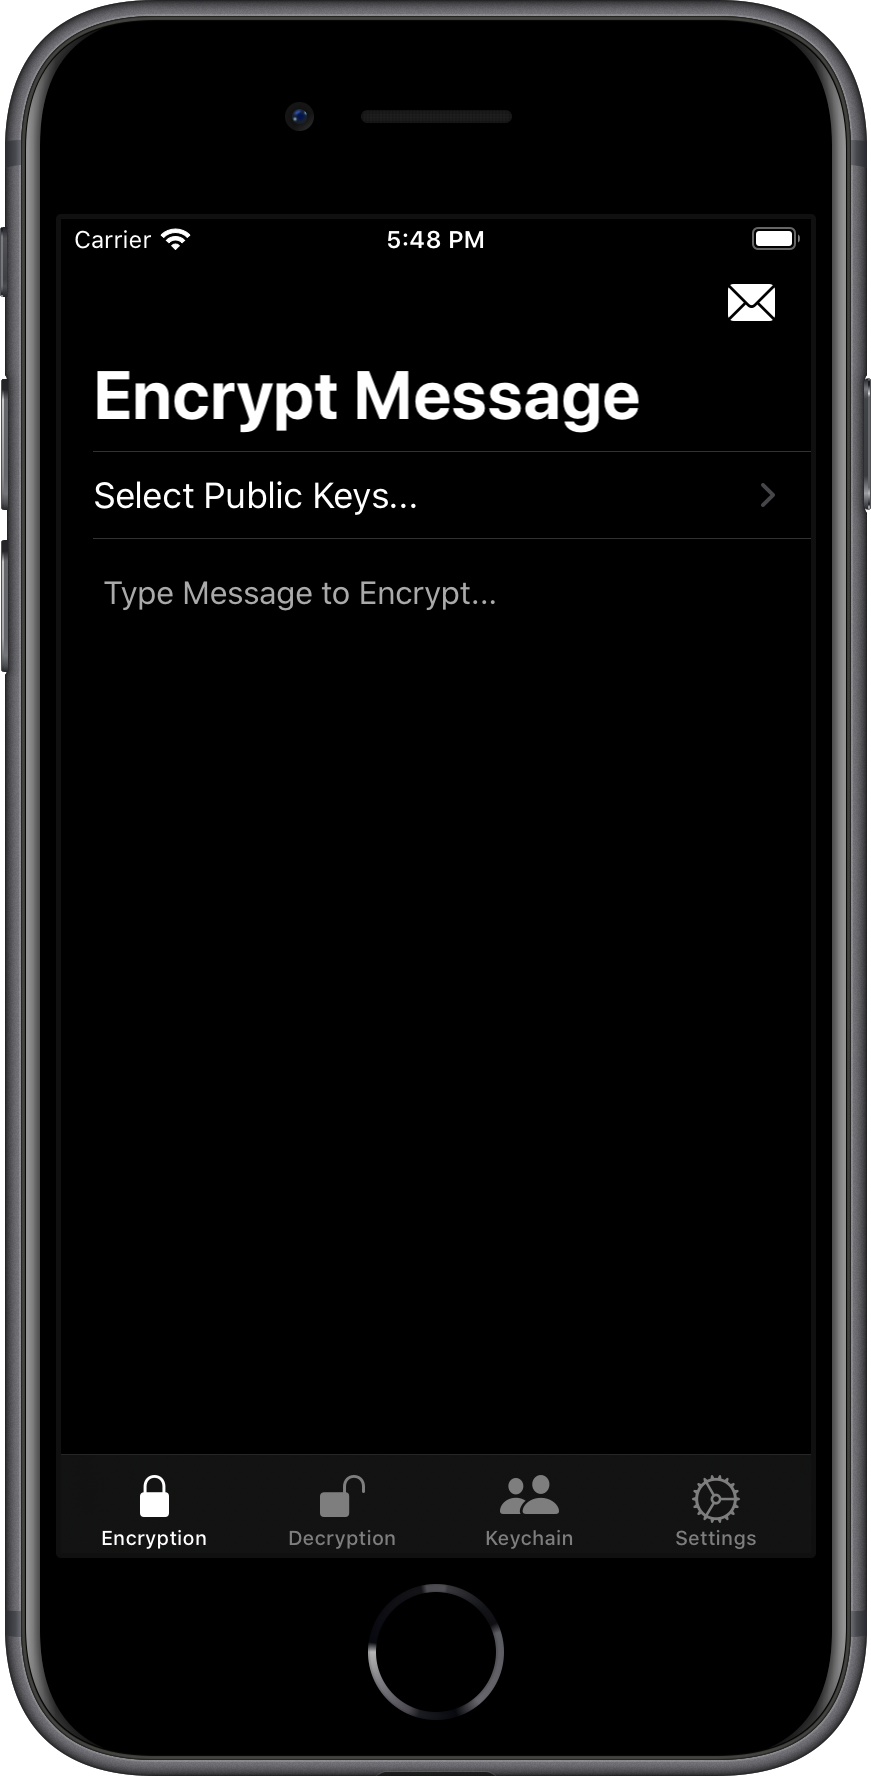 Carrier 5:48 PM
Encrypt Message
Select Public Keys...
Type Message to Encrypt...
Encryption Decryption Keychain Settings